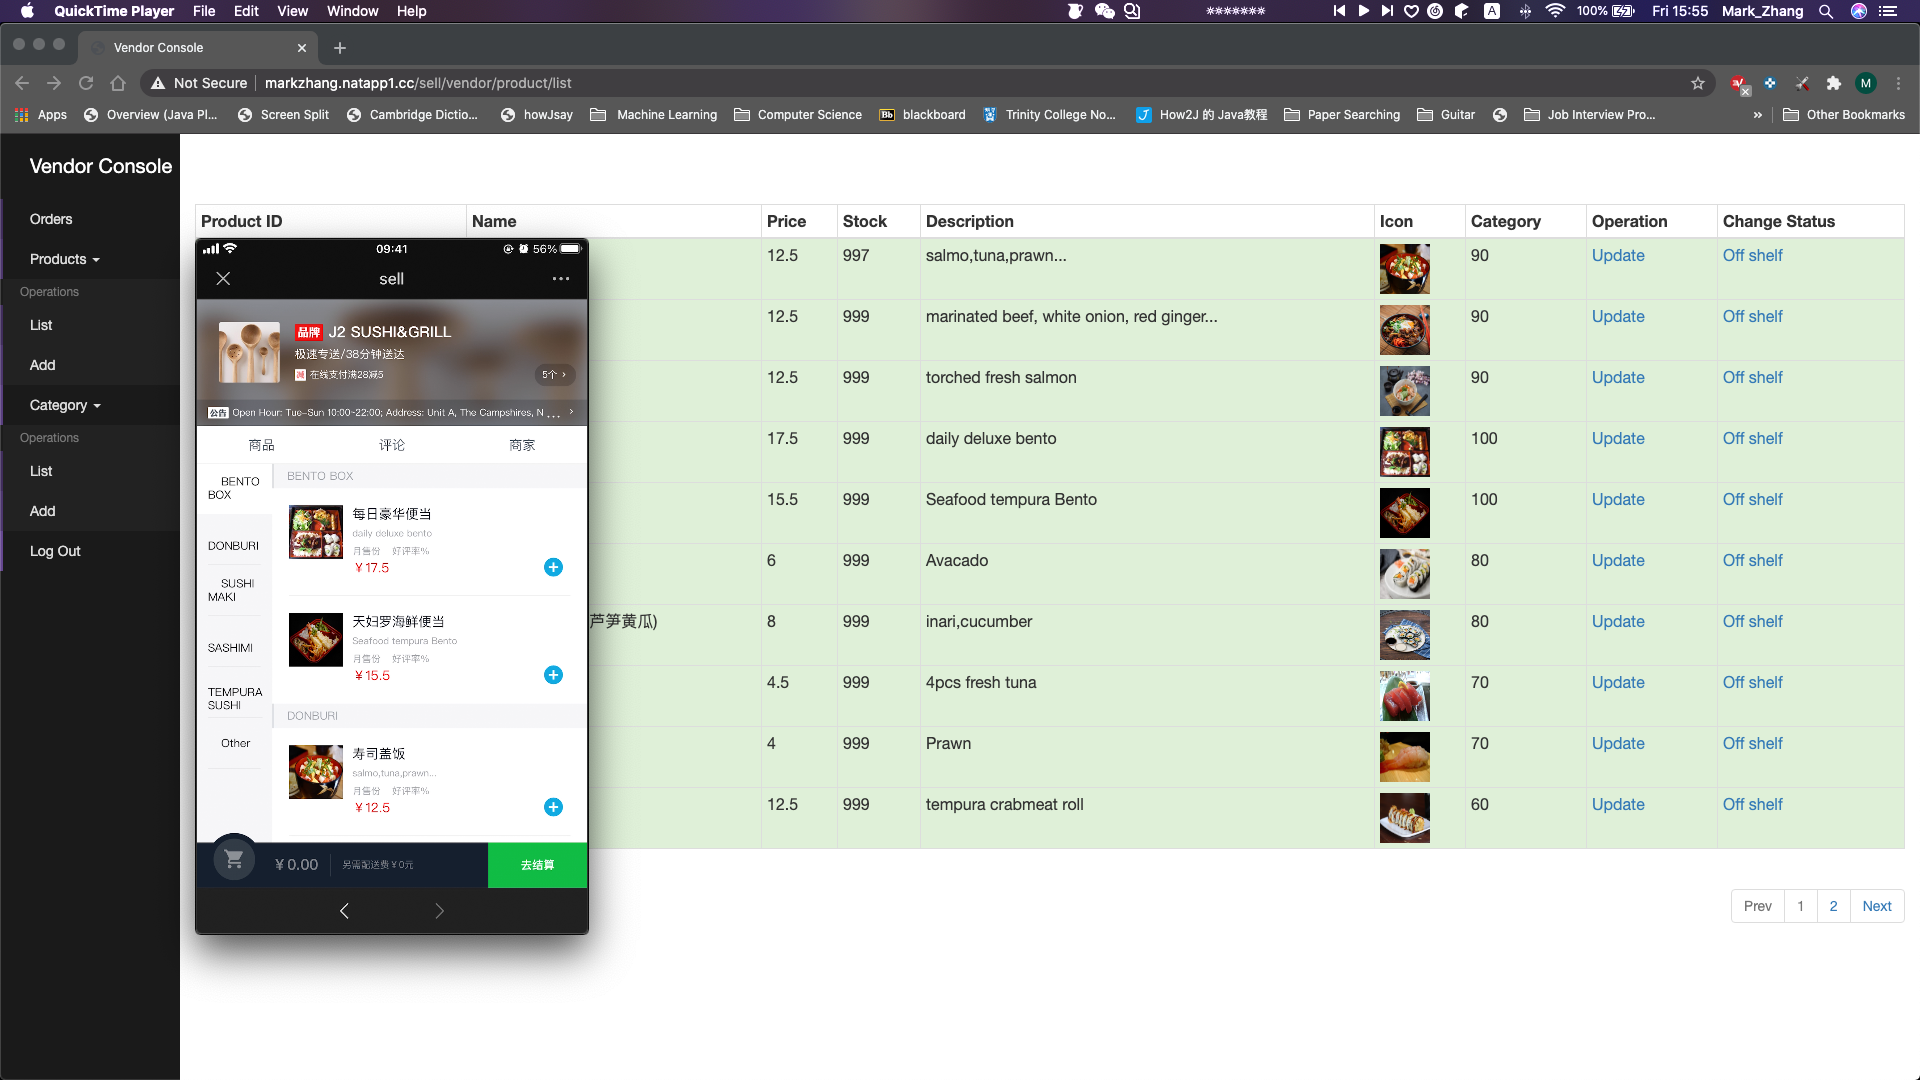 QuickTime Player File Edit View Window Help 100% Fri 15:55 Mark_Zhang
Vendor Console
Not Secure markzhang.natapp1.cc/sell/vendor/product/list
Apps Overview (Java Pl... Screen Split Cambridge Dictio... howJsay Machine Learning Computer Science Bb blackboard Trinity College No... How2J 的 Java教程 Paper Searching Guitar Job Interview Pro... » Other Bookmarks
Vendor Console
Orders
Products
Operations
List
Add
Category
Operations
List
Add
Log Out
Product ID Name Price Stock Description Icon Category Operation Change Status
12.5 997 salmo,tuna,prawn... 90 Update Off shelf
12.5 999 marinated beef, white onion, red ginger... 90 Update Off shelf
12.5 999 torched fresh salmon 90 Update Off shelf
17.5 999 daily deluxe bento 100 Update Off shelf
15.5 999 Seafood tempura Bento 100 Update Off shelf
6 999 Avacado 80 Update Off shelf
芦笋黄瓜) 8 999 inari,cucumber 80 Update Off shelf
4.5 999 4pcs fresh tuna 70 Update Off shelf
4 999 Prawn 70 Update Off shelf
12.5 999 tempura crabmeat roll 60 Update Off shelf
Prev 1 2 Next
09:41 56%
sell
品牌 J2 SUSHI&GRILL
极速专送/38分钟送达
减 在线支付满28减5
5个 >
公告 Open Hour: Tue-Sun 10:00-22:00; Address: Unit A, The Campshires, N ... >
商品 评论 商家
BENTO BOX
DONBURI
SUSHI MAKI
SASHIMI
TEMPURA SUSHI
Other
BENTO BOX
每日豪华便当
daily deluxe bento
月售份 好评率%
￥17.5
天妇罗海鲜便当
Seafood tempura Bento
月售份 好评率%
￥15.5
DONBURI
寿司盖饭
salmo,tuna,prawn...
月售份 好评率%
￥12.5
￥0.00 另需配送费￥0元 去结算